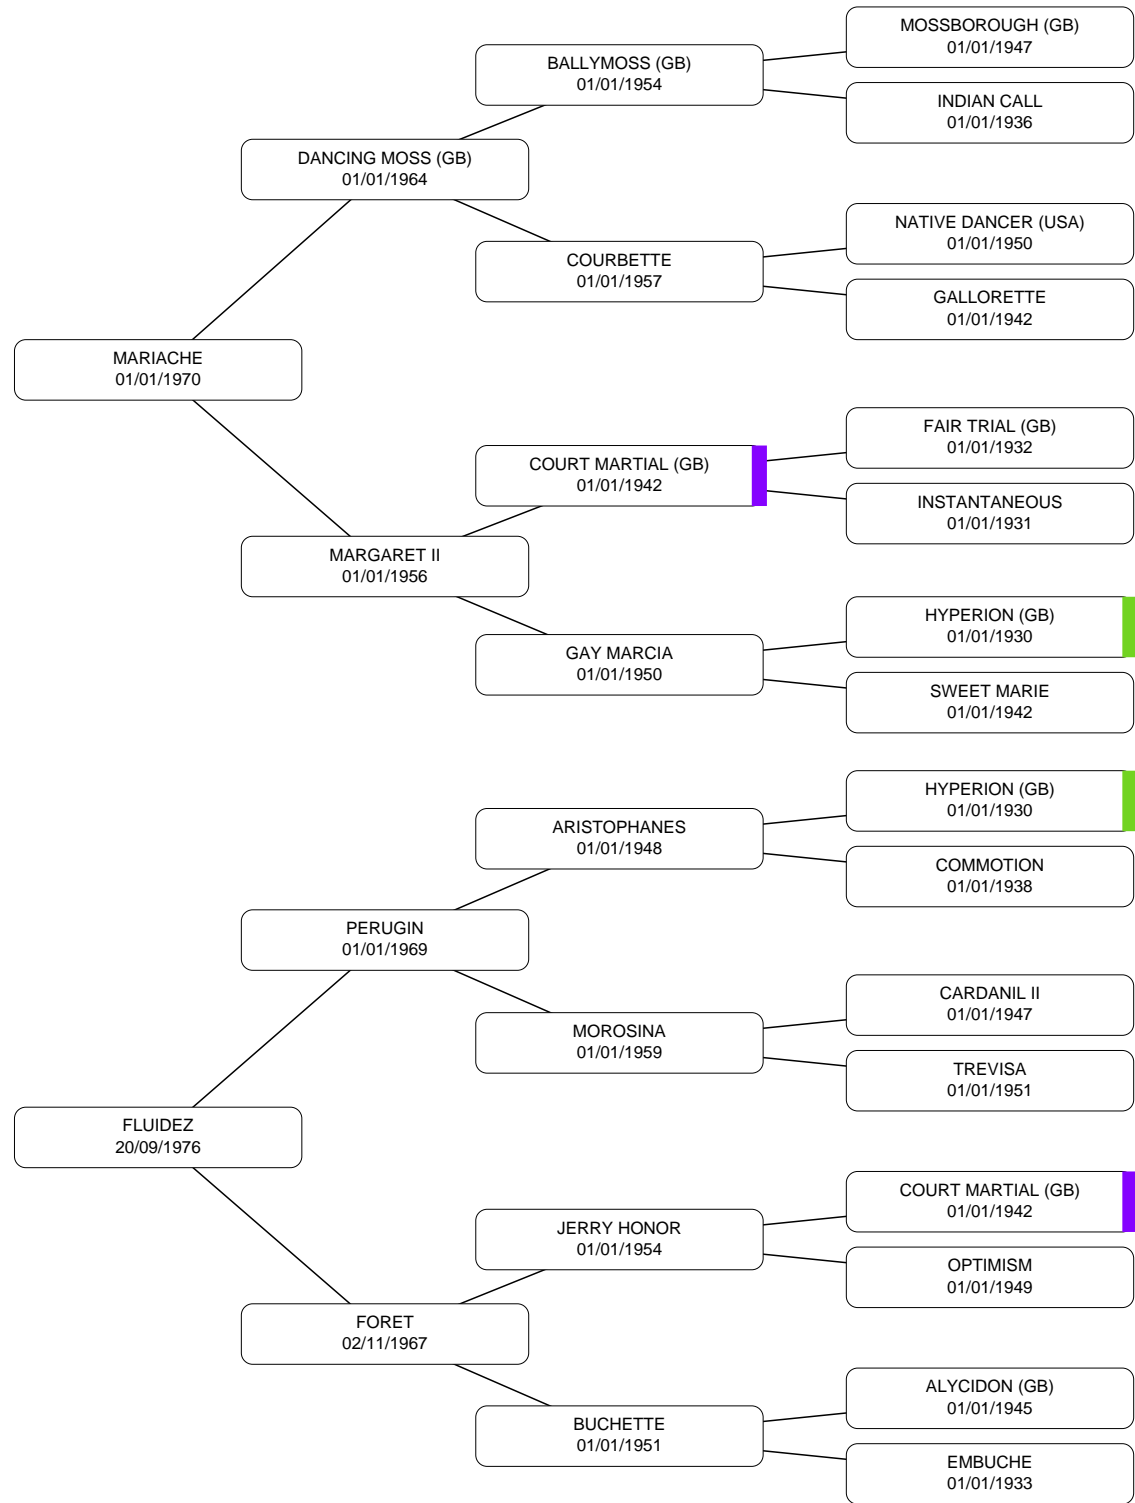 MOSSBOROUGH (GB)
01/01/1947
BALLYMOSS (GB)
01/01/1954
INDIAN CALL
01/01/1936
DANCING MOSS (GB)
01/01/1964
NATIVE DANCER (USA)
01/01/1950
COURBETTE
01/01/1957
GALLORETTE
01/01/1942
MARIACHE
01/01/1970
FAIR TRIAL (GB)
01/01/1932
COURT MARTIAL (GB)
01/01/1942
INSTANTANEOUS
01/01/1931
MARGARET II
01/01/1956
HYPERION (GB)
01/01/1930
GAY MARCIA
01/01/1950
SWEET MARIE
01/01/1942
HYPERION (GB)
01/01/1930
ARISTOPHANES
01/01/1948
COMMOTION
01/01/1938
PERUGIN
01/01/1969
CARDANIL II
01/01/1947
MOROSINA
01/01/1959
TREVISA
01/01/1951
FLUIDEZ
20/09/1976
COURT MARTIAL (GB)
01/01/1942
JERRY HONOR
01/01/1954
OPTIMISM
01/01/1949
FORET
02/11/1967
ALYCIDON (GB)
01/01/1945
BUCHETTE
01/01/1951
EMBUCHE
01/01/1933